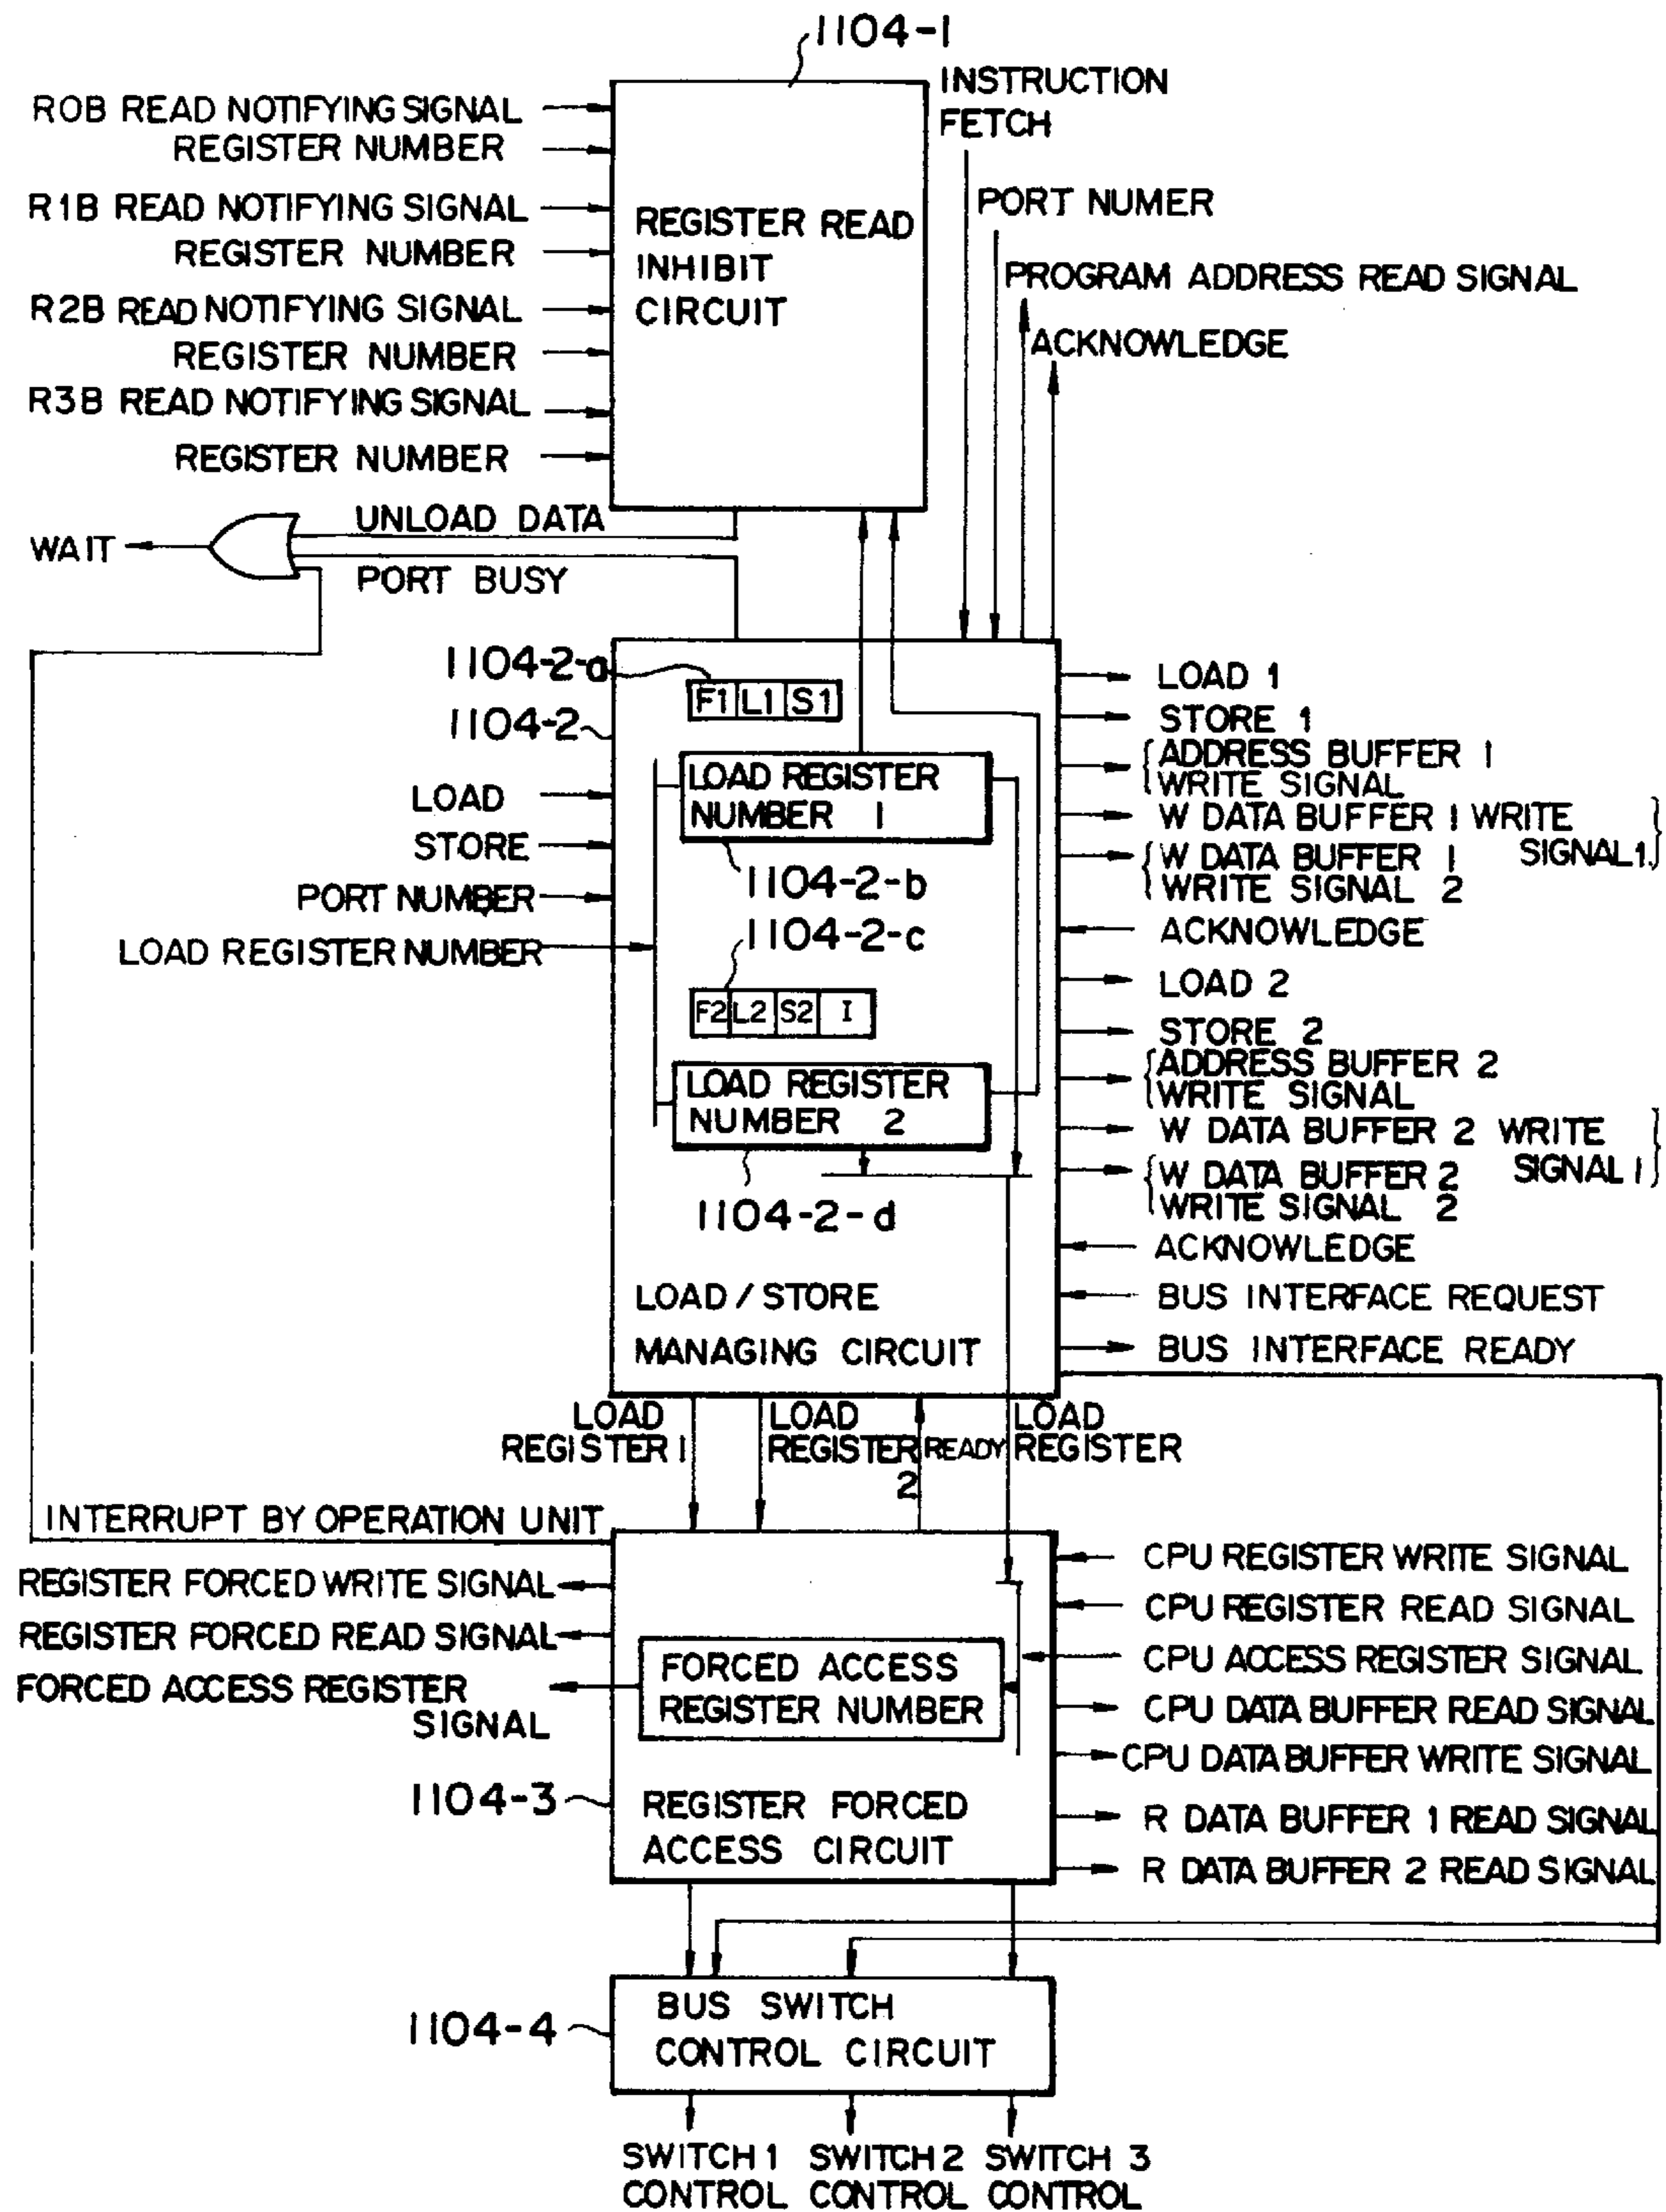 1104-1
INSTRUCTION
FETCH
R0B READ NOTIFYING SIGNAL
REGISTER NUMBER
R1B READ NOTIFYING SIGNAL
REGISTER NUMBER
R2B READ NOTIFYING SIGNAL
REGISTER NUMBER
R3B READ NOTIFYING SIGNAL
REGISTER NUMBER
REGISTER READ
INHIBIT
CIRCUIT
PORT NUMER
PROGRAM ADDRESS READ SIGNAL
ACKNOWLEDGE
UNLOAD DATA
WAIT
PORT BUSY
1104-2-a
F1 L1 S1
1104-2
LOAD
STORE
PORT NUMBER
LOAD REGISTER NUMBER
LOAD REGISTER
NUMBER 1
1104-2-b
1104-2-c
F2 L2 S2 I
LOAD REGISTER
NUMBER 2
1104-2-d
LOAD / STORE
MANAGING CIRCUIT
LOAD 1
STORE 1
ADDRESS BUFFER 1
WRITE SIGNAL
W DATA BUFFER 1 WRITE
SIGNAL 1
W DATA BUFFER 1
WRITE SIGNAL 2
ACKNOWLEDGE
LOAD 2
STORE 2
ADDRESS BUFFER 2
WRITE SIGNAL
W DATA BUFFER 2 WRITE
SIGNAL 1
W DATA BUFFER 2
WRITE SIGNAL 2
ACKNOWLEDGE
BUS INTERFACE REQUEST
BUS INTERFACE READY
LOAD
REGISTER 1
LOAD
REGISTER
2
READY
LOAD
REGISTER
INTERRUPT BY OPERATION UNIT
REGISTER FORCED WRITE SIGNAL
REGISTER FORCED READ SIGNAL
FORCED ACCESS REGISTER
SIGNAL
FORCED ACCESS
REGISTER NUMBER
1104-3
REGISTER FORCED
ACCESS CIRCUIT
CPU REGISTER WRITE SIGNAL
CPU REGISTER READ SIGNAL
CPU ACCESS REGISTER SIGNAL
CPU DATA BUFFER READ SIGNAL
CPU DATA BUFFER WRITE SIGNAL
R DATA BUFFER 1 READ SIGNAL
R DATA BUFFER 2 READ SIGNAL
1104-4
BUS SWITCH
CONTROL CIRCUIT
SWITCH 1
CONTROL
SWITCH 2
CONTROL
SWITCH 3
CONTROL